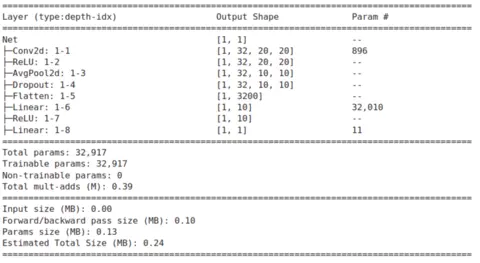 ==========================================================================================
Layer (type:depth-idx)                   Output Shape              Param #
==========================================================================================
Net                                      [1, 1]                    --
├─Conv2d: 1-1                            [1, 32, 20, 20]           896
├─ReLU: 1-2                              [1, 32, 20, 20]           --
├─AvgPool2d: 1-3                         [1, 32, 10, 10]           --
├─Dropout: 1-4                           [1, 32, 10, 10]           --
├─Flatten: 1-5                           [1, 3200]                 --
├─Linear: 1-6                            [1, 10]                   32,010
├─ReLU: 1-7                              [1, 10]                   --
├─Linear: 1-8                            [1, 1]                    11
==========================================================================================
Total params: 32,917
Trainable params: 32,917
Non-trainable params: 0
Total mult-adds (M): 0.39
==========================================================================================
Input size (MB): 0.00
Forward/backward pass size (MB): 0.10
Params size (MB): 0.13
Estimated Total Size (MB): 0.24
==========================================================================================